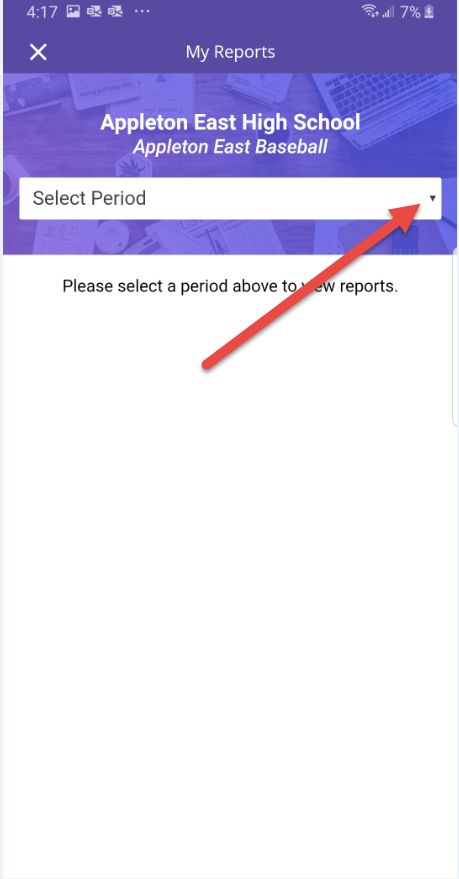 4:17 ... 7%
My Reports
Appleton East High School
Appleton East Baseball
Select Period
Please select a period above to view reports.